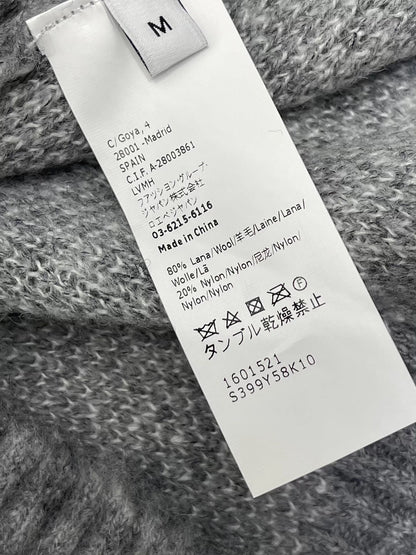 M
C/Goya, 4
28001 -Madrid
SPAIN
C.I.F. A-28003861
LVMH
ファッション・グループ・
ジャパン株式会社
ロエベジャパン
03-6215-6116
Made in China
80% Lana/Wool/羊毛/Laine/Lana/
Wolle/Lã
20% Nylon/Nylon/尼龙/Nylon/
Nylon/Nylon
F
タンブル乾燥禁止
1601521
S399Y58K10